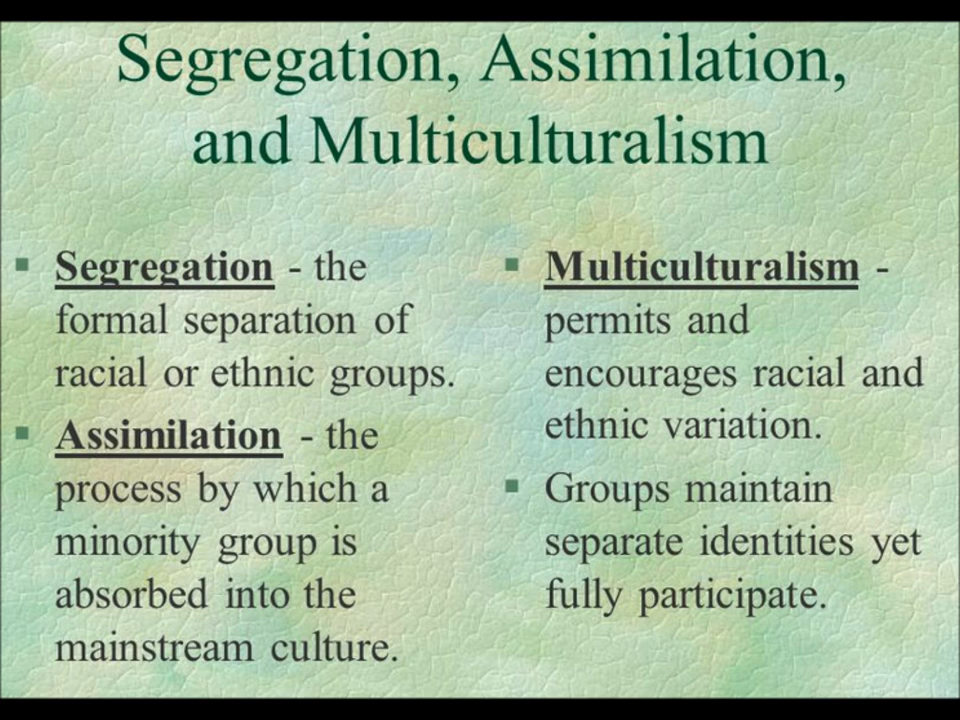 Segregation, Assimilation,
and Multiculturalism
▪ Segregation - the
formal separation of
racial or ethnic groups.
▪ Assimilation - the
process by which a
minority group is
absorbed into the
mainstream culture.
▪ Multiculturalism -
permits and
encourages racial and
ethnic variation.
▪ Groups maintain
separate identities yet
fully participate.